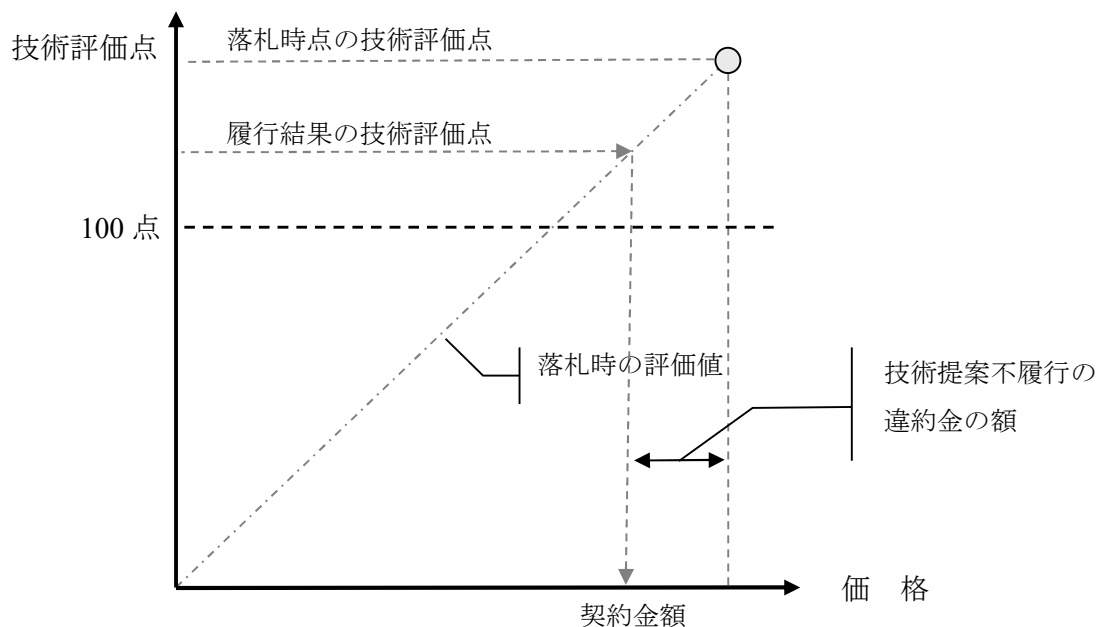 技術評価点
落札時点の技術評価点
履行結果の技術評価点
100 点
落札時の評価値
技術提案不履行の
違約金の額
価　格
契約金額